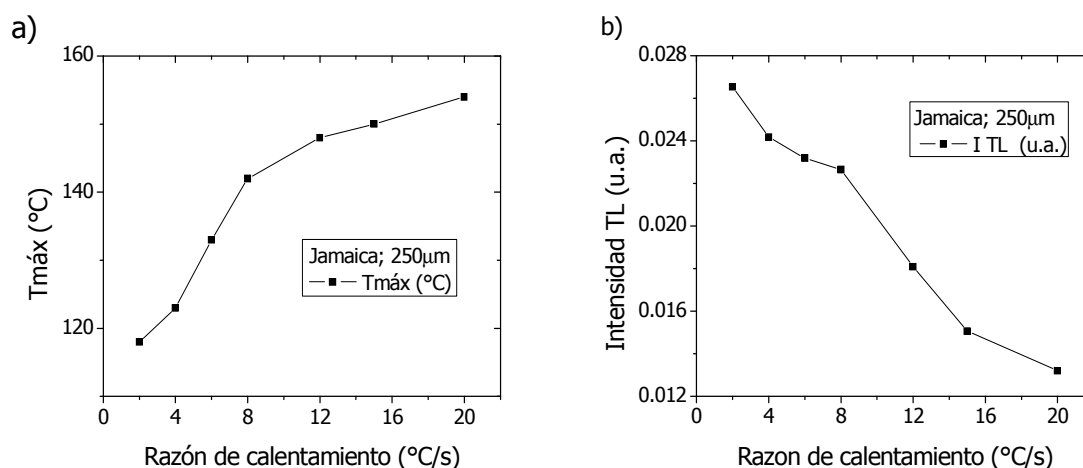 a)
160
140
120
Tmáx (°C)
Jamaica; 250µm
Tmáx (°C)
0 4 8 12 16 20
Razón de calentamiento (°C/s)
b)
0.028
0.024
0.020
0.016
0.012
Intensidad TL (u.a.)
Jamaica; 250µm
I TL (u.a.)
0 4 8 12 16 20
Razon de calentamiento (°C/s)